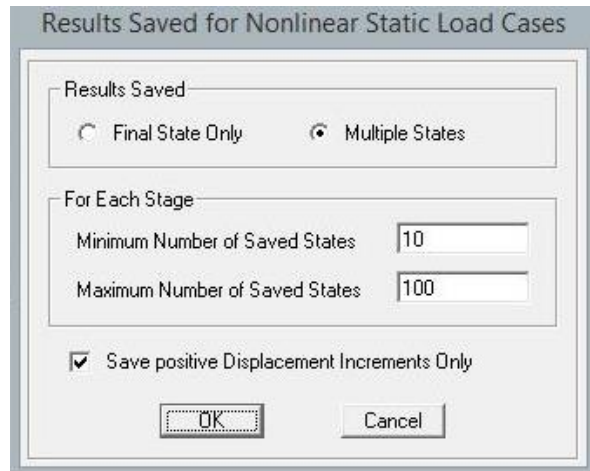 Results Saved for Nonlinear Static Load Cases
Results Saved
Final State Only
Multiple States
For Each Stage
Minimum Number of Saved States 10
Maximum Number of Saved States 100
Save positive Displacement Increments Only
OK
Cancel